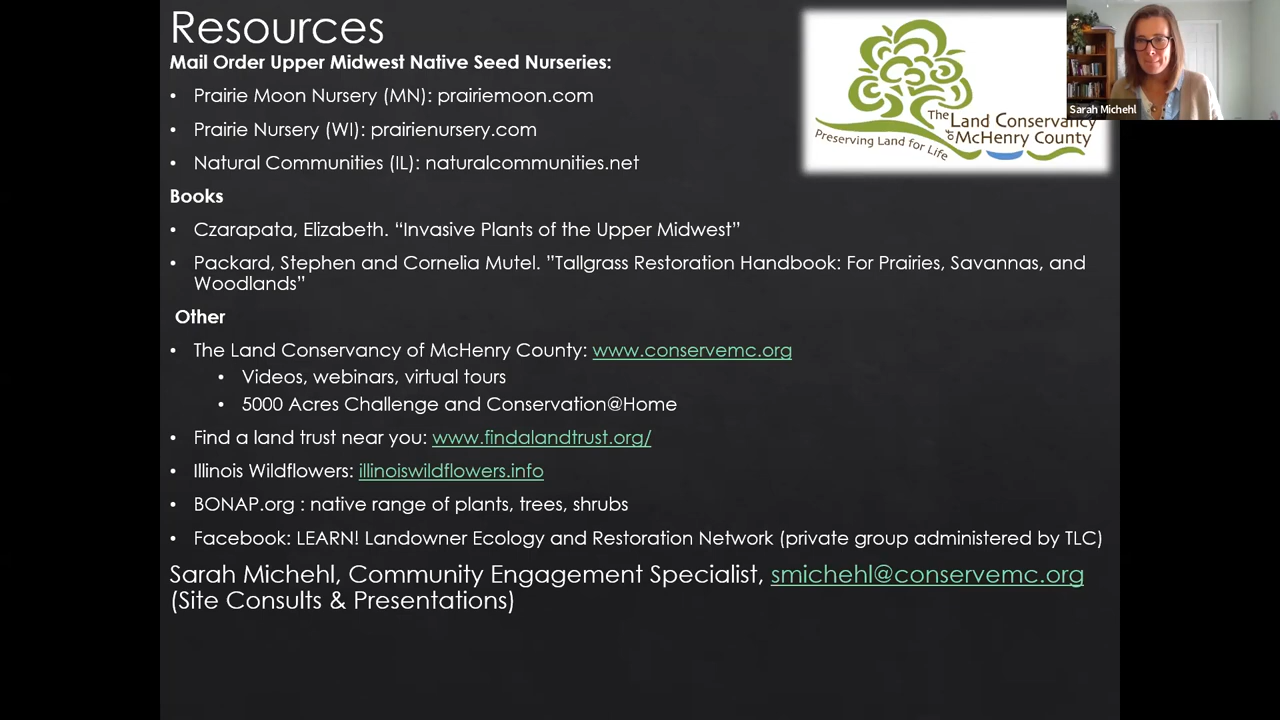 Resources
Mail Order Upper Midwest Native Seed Nurseries:
• Prairie Moon Nursery (MN): prairiemoon.com
• Prairie Nursery (WI): prairienursery.com
• Natural Communities (IL): naturalcommunities.net
Books
• Czarapata, Elizabeth. “Invasive Plants of the Upper Midwest”
• Packard, Stephen and Cornelia Mutel. ”Tallgrass Restoration Handbook: For Prairies, Savannas, and
Woodlands”
Other
• The Land Conservancy of McHenry County: www.conservemc.org
• Videos, webinars, virtual tours
• 5000 Acres Challenge and Conservation@Home
• Find a land trust near you: www.findalandtrust.org/
• Illinois Wildflowers: illinoiswildflowers.info
• BONAP.org : native range of plants, trees, shrubs
• Facebook: LEARN! Landowner Ecology and Restoration Network (private group administered by TLC)
Sarah Michehl, Community Engagement Specialist, smichehl@conservemc.org
(Site Consults & Presentations)
The Land Conservancy
of McHenry County
Preserving Land for Life
Sarah Michehl